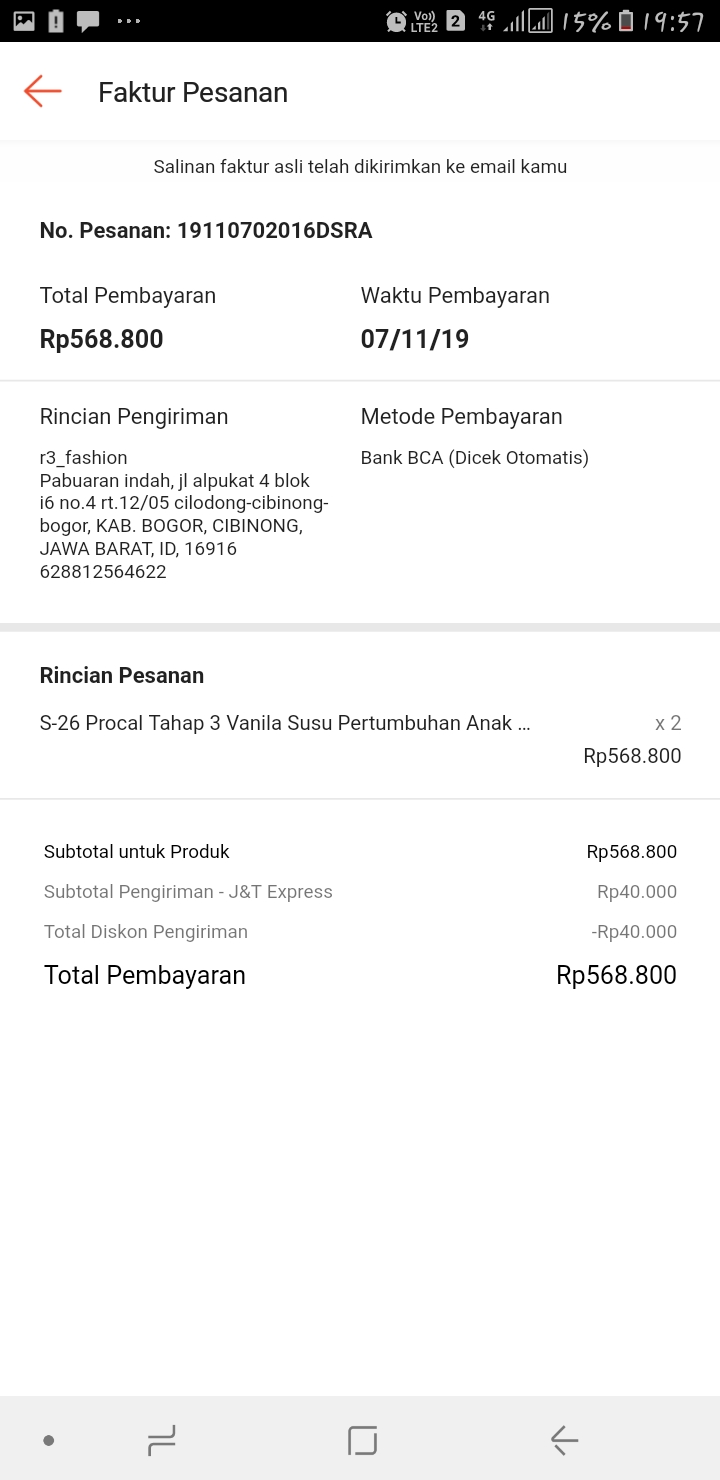 Vo))
LTE2
2
4G
15%
19:57
Faktur Pesanan
Salinan faktur asli telah dikirimkan ke email kamu
No. Pesanan: 19110702016DSRA
Total Pembayaran
Waktu Pembayaran
Rp568.800
07/11/19
Rincian Pengiriman
Metode Pembayaran
r3_fashion
Bank BCA (Dicek Otomatis)
Pabuaran indah, jl alpukat 4 blok
i6 no.4 rt.12/05 cilodong-cibinong-
bogor, KAB. BOGOR, CIBINONG,
JAWA BARAT, ID, 16916
628812564622
Rincian Pesanan
S-26 Procal Tahap 3 Vanila Susu Pertumbuhan Anak ...
x 2
Rp568.800
Subtotal untuk Produk
Rp568.800
Subtotal Pengiriman - J&T Express
Rp40.000
Total Diskon Pengiriman
-Rp40.000
Total Pembayaran
Rp568.800